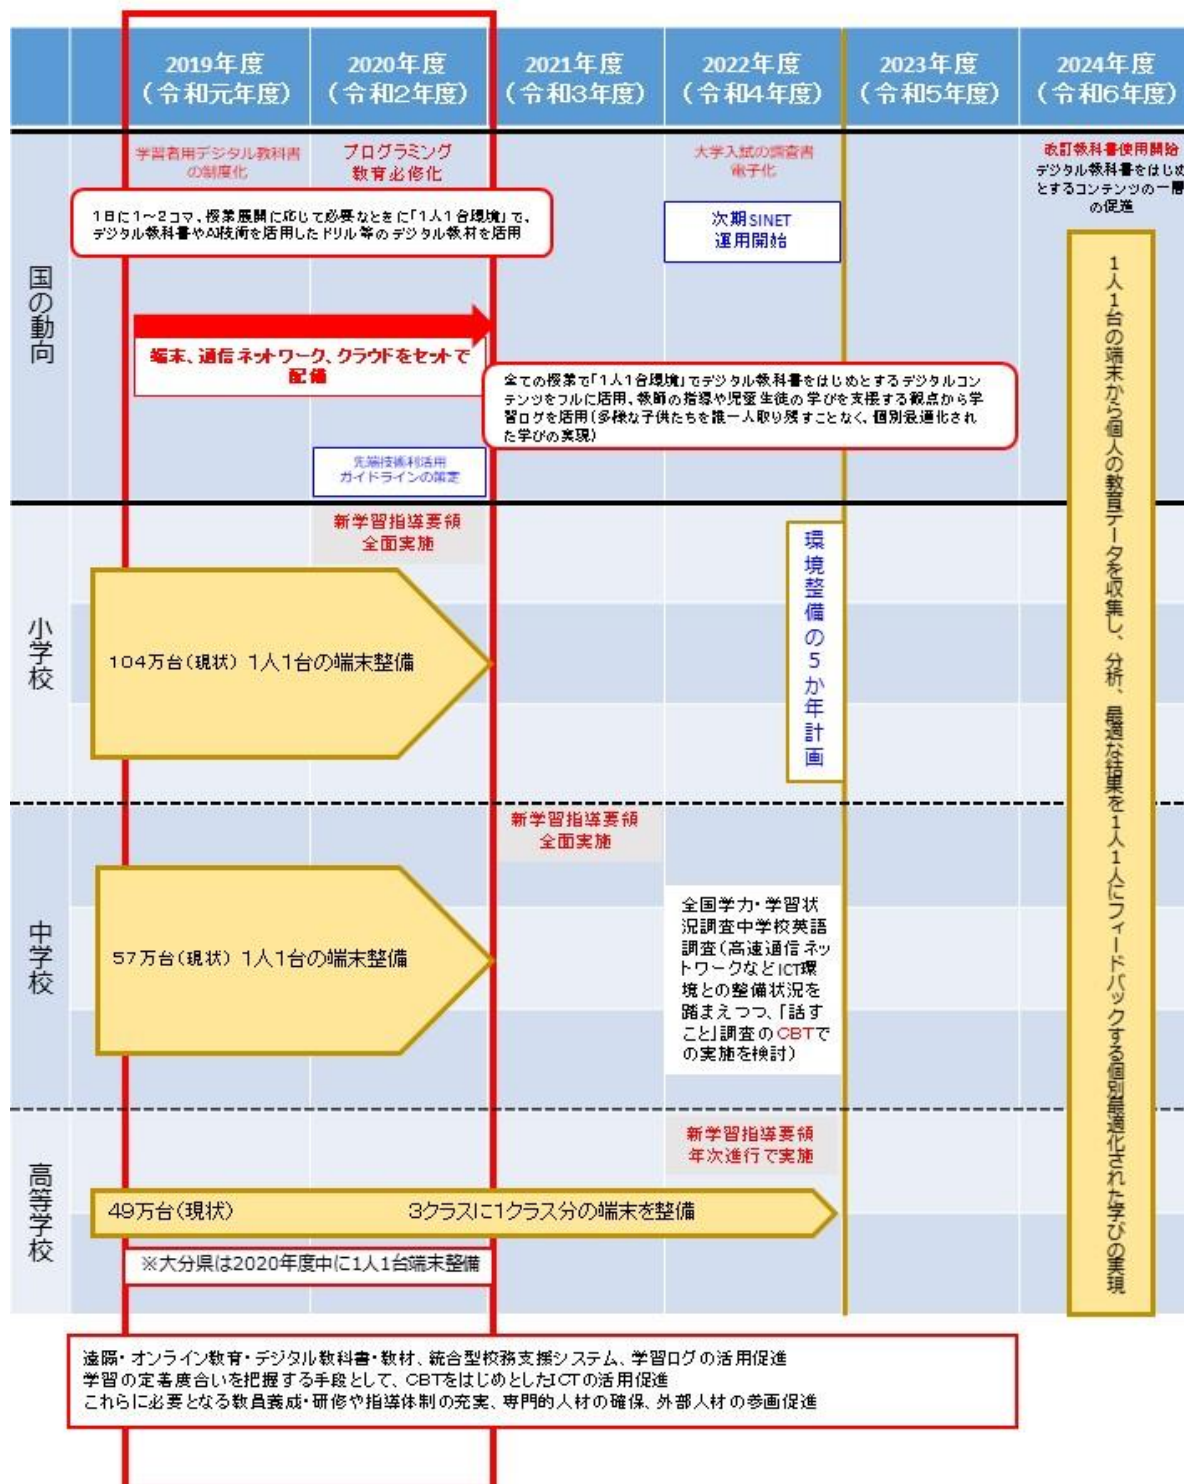 2019年度
(令和元年度)
2020年度
(令和2年度)
2021年度
(令和3年度)
2022年度
(令和4年度)
2023年度
(令和5年度)
2024年度
(令和6年度)
国の動向
学習者用デジタル教科書
の制度化
プログラミング
教育必修化
大学入試の調査書
電子化
改訂教科書使用開始
デジタル教科書をはじめ
とするコンテンツの一層
の促進
1日に1～2コマ、授業展開に応じて必要なときに「1人1台環境」で、
デジタル教科書やAI技術を活用したドリル等のデジタル教材を活用
次期SINET
運用開始
端末、通信ネットワーク、クラウドをセットで
配備
全ての授業で「1人1台環境」でデジタル教科書をはじめとするデジタルコン
テンツをフルに活用、教師の指導や児童生徒の学びを支援する観点から学
習ログを活用(多様な子供たちを誰一人取り残すことなく、個別最適化され
た学びの実現)
先端技術利活用
ガイドラインの策定
1人1台の端末から個人の教育データを収集し、分析、最適な結果を1人1人にフィードバックする個別最適化された学びの実現
小学校
新学習指導要領
全面実施
104万台(現状) 1人1台の端末整備
環境整備の5か年計画
中学校
新学習指導要領
全面実施
57万台(現状) 1人1台の端末整備
全国学力・学習状
況調査中学校英語
調査(高速通信ネッ
トワークなどICT環
境との整備状況を
踏まえつつ、「話す
こと」調査のCBTで
の実施を検討)
高等学校
新学習指導要領
年次進行で実施
49万台(現状) 3クラスに1クラス分の端末を整備
※大分県は2020年度中に1人1台端末整備
遠隔・オンライン教育・デジタル教科書・教材、統合型校務支援システム、学習ログの活用促進
学習の定着度合いを把握する手段として、CBTをはじめとしたICTの活用促進
これらに必要となる教員養成・研修や指導体制の充実、専門的人材の確保、外部人材の参画促進